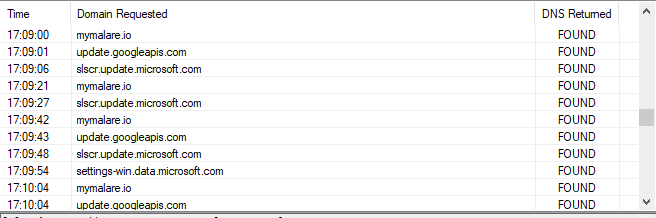 Time Domain Requested DNS Returned
17:09:00 mymalare.io FOUND
17:09:01 update.googleapis.com FOUND
17:09:06 slscr.update.microsoft.com FOUND
17:09:21 mymalare.io FOUND
17:09:27 slscr.update.microsoft.com FOUND
17:09:42 mymalare.io FOUND
17:09:43 update.googleapis.com FOUND
17:09:48 slscr.update.microsoft.com FOUND
17:09:54 settings-win.data.microsoft.com FOUND
17:10:04 mymalare.io FOUND
17:10:04 update.googleapis.com FOUND